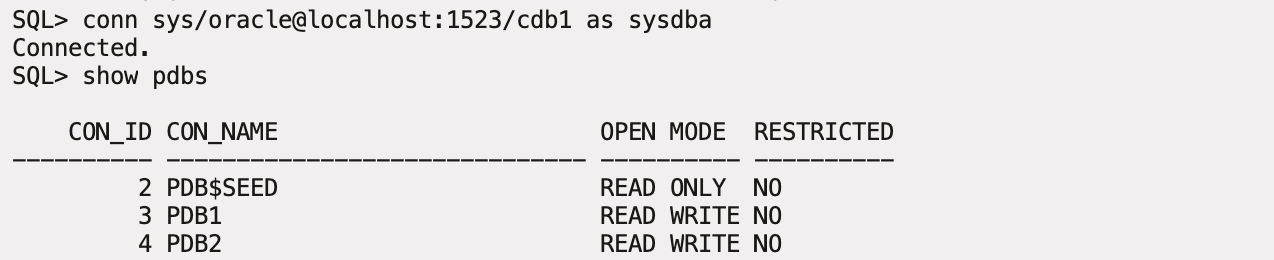 SQL> conn sys/oracle@localhost:1523/cdb1 as sysdba
Connected.
SQL> show pdbs

    CON_ID CON_NAME                       OPEN MODE  RESTRICTED
---------- ------------------------------ ---------- ----------
         2 PDB$SEED                       READ ONLY  NO
         3 PDB1                           READ WRITE NO
         4 PDB2                           READ WRITE NO